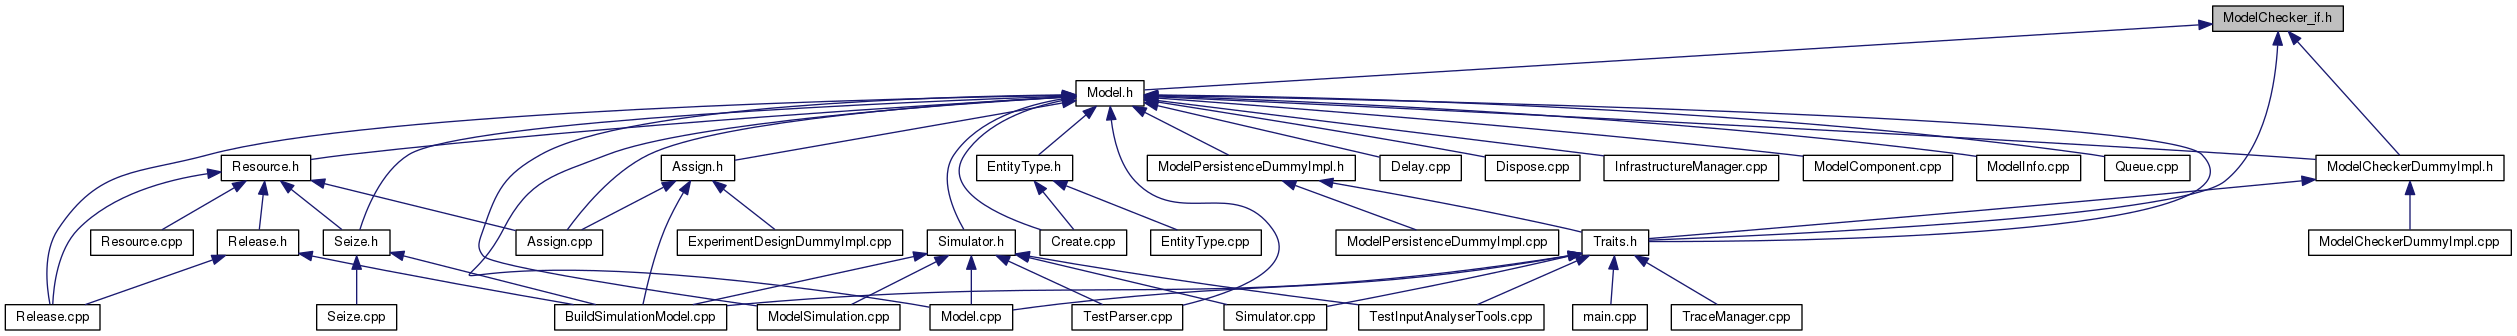 ModelChecker_if.h
Model.h
Resource.h
Assign.h
EntityType.h
ModelPersistenceDummyImpl.h
Delay.cpp
Dispose.cpp
InfrastructureManager.cpp
ModelComponent.cpp
ModelInfo.cpp
Queue.cpp
ModelCheckerDummyImpl.h
Resource.cpp
Release.h
Seize.h
Assign.cpp
ExperimentDesignDummyImpl.cpp
Simulator.h
Create.cpp
EntityType.cpp
ModelPersistenceDummyImpl.cpp
Traits.h
ModelCheckerDummyImpl.cpp
Release.cpp
Seize.cpp
BuildSimulationModel.cpp
ModelSimulation.cpp
Model.cpp
TestParser.cpp
Simulator.cpp
TestInputAnalyserTools.cpp
main.cpp
TraceManager.cpp